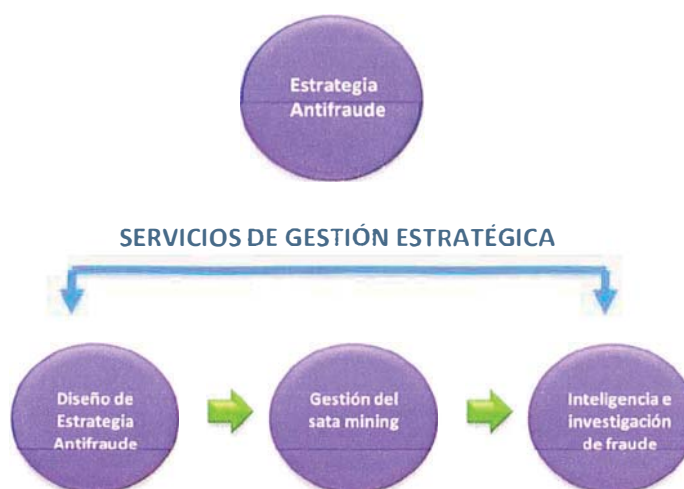 Estrategia
Antifraude
SERVICIOS DE GESTIÓN ESTRATÉGICA
Diseño de
Estrategia
Antifraude
Gestión del
sata mining
Inteligencia e
investigación
de fraude